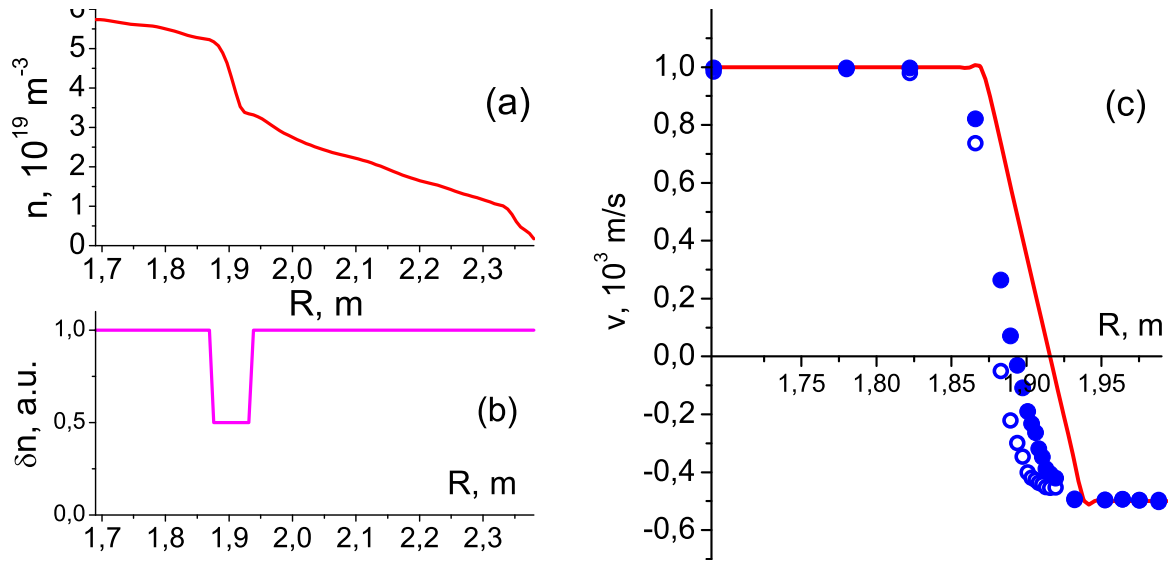 6
5
4
3
2
1
0
n, 10^19 m^-3
(a)
1,7 1,8 1,9 2,0 2,1 2,2 2,3
R, m
1,0
0,5
0,0
δn, a.u.
(b)
R, m
1,7 1,8 1,9 2,0 2,1 2,2 2,3
1,0
0,8
0,6
0,4
0,2
0,0
-0,2
-0,4
-0,6
v, 10^3 m/s
(c)
R, m
1,75 1,80 1,85 1,90 1,95